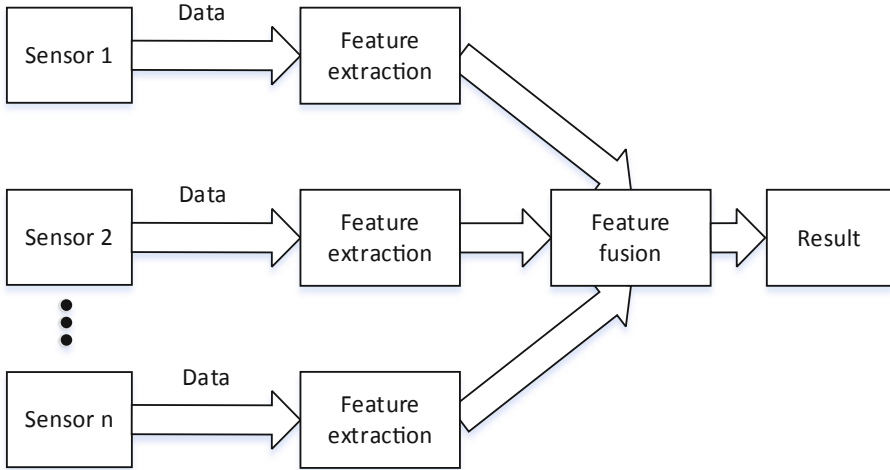 Data
Sensor 1
Feature
extraction
Data
Sensor 2
Feature
extraction
Feature
fusion
Result
Data
Sensor n
Feature
extraction